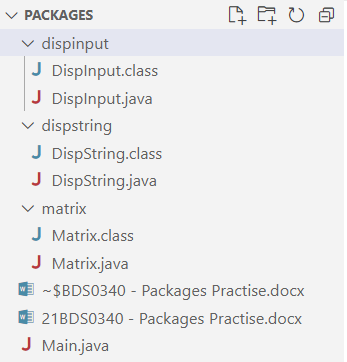 PACKAGES
dispinput
DispInput.class
DispInput.java
dispstring
DispString.class
DispString.java
matrix
Matrix.class
Matrix.java
~$BDS0340 - Packages Practise.docx
21BDS0340 - Packages Practise.docx
Main.java